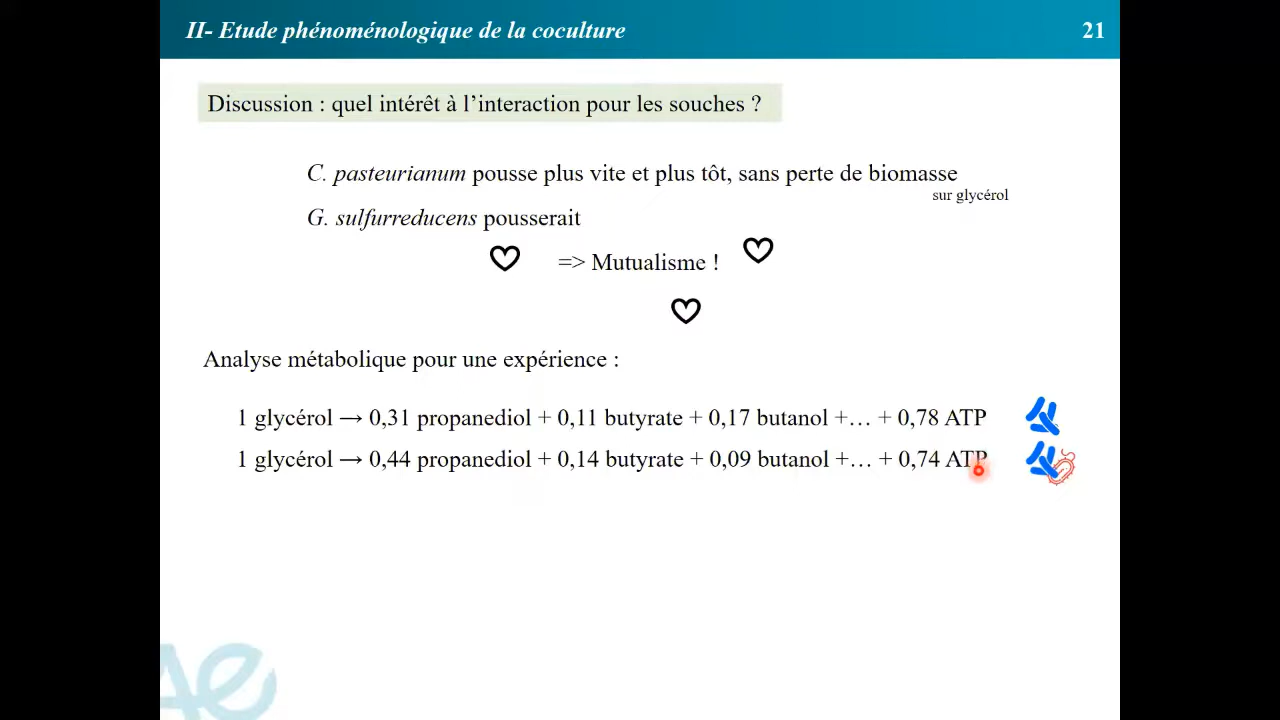 II- Etude phénoménologique de la coculture 21
Discussion : quel intérêt à l’interaction pour les souches ?
C. pasteurianum pousse plus vite et plus tôt, sans perte de biomasse
sur glycérol
G. sulfurreducens pousserait
=> Mutualisme !
Analyse métabolique pour une expérience :
1 glycérol → 0,31 propanediol + 0,11 butyrate + 0,17 butanol +… + 0,78 ATP
1 glycérol → 0,44 propanediol + 0,14 butyrate + 0,09 butanol +… + 0,74 ATP